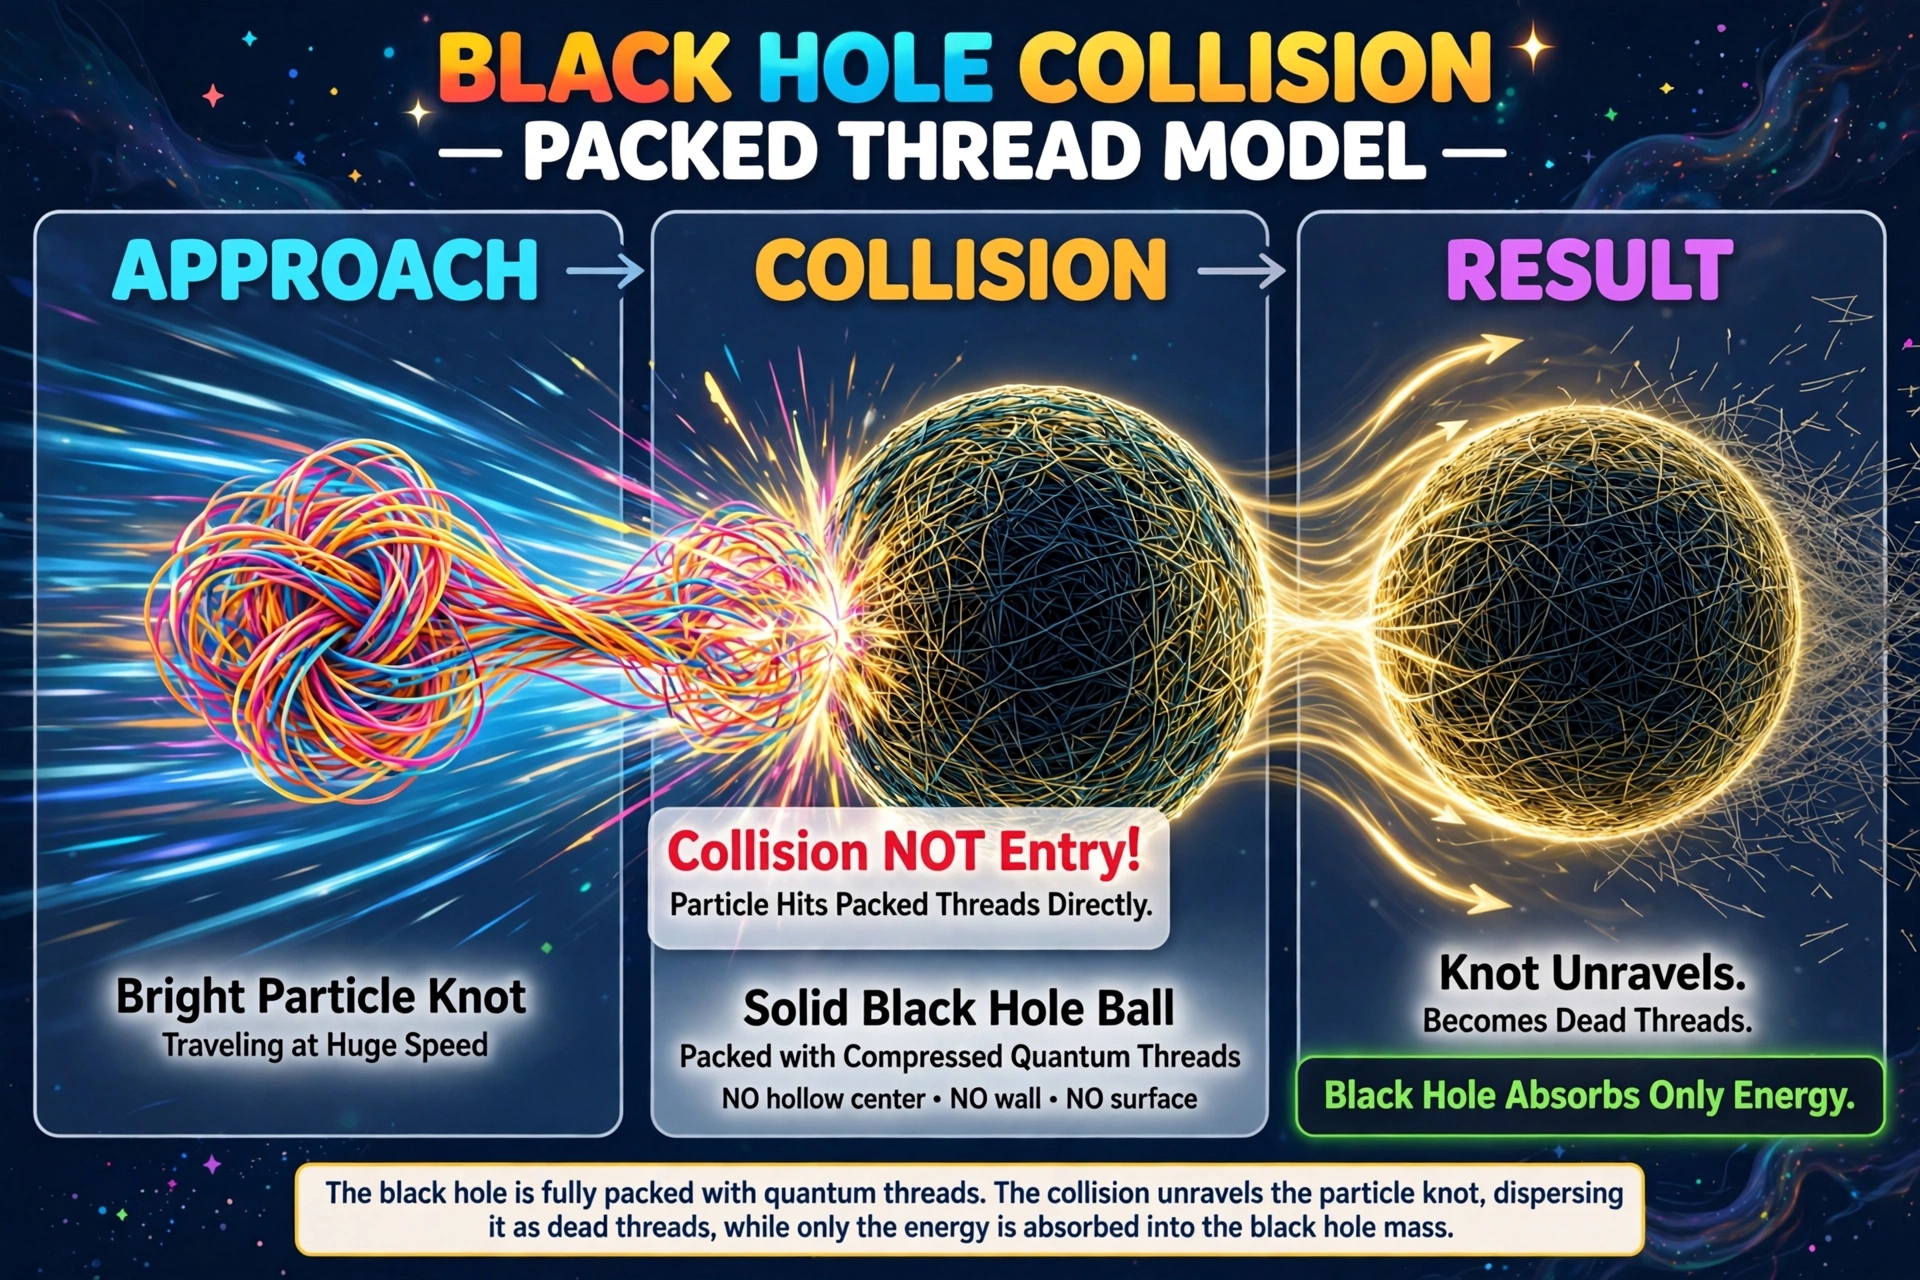 BLACK HOLE COLLISION
— PACKED THREAD MODEL —
APPROACH
COLLISION
RESULT
Collision NOT Entry!
Particle Hits Packed Threads Directly.
Bright Particle Knot
Traveling at Huge Speed
Solid Black Hole Ball
Packed with Compressed Quantum Threads
NO hollow center • NO wall • NO surface
Knot Unravels.
Becomes Dead Threads.
Black Hole Absorbs Only Energy.
The black hole is fully packed with quantum threads. The collision unravels the particle knot, dispersing
it as dead threads, while only the energy is absorbed into the black hole mass.